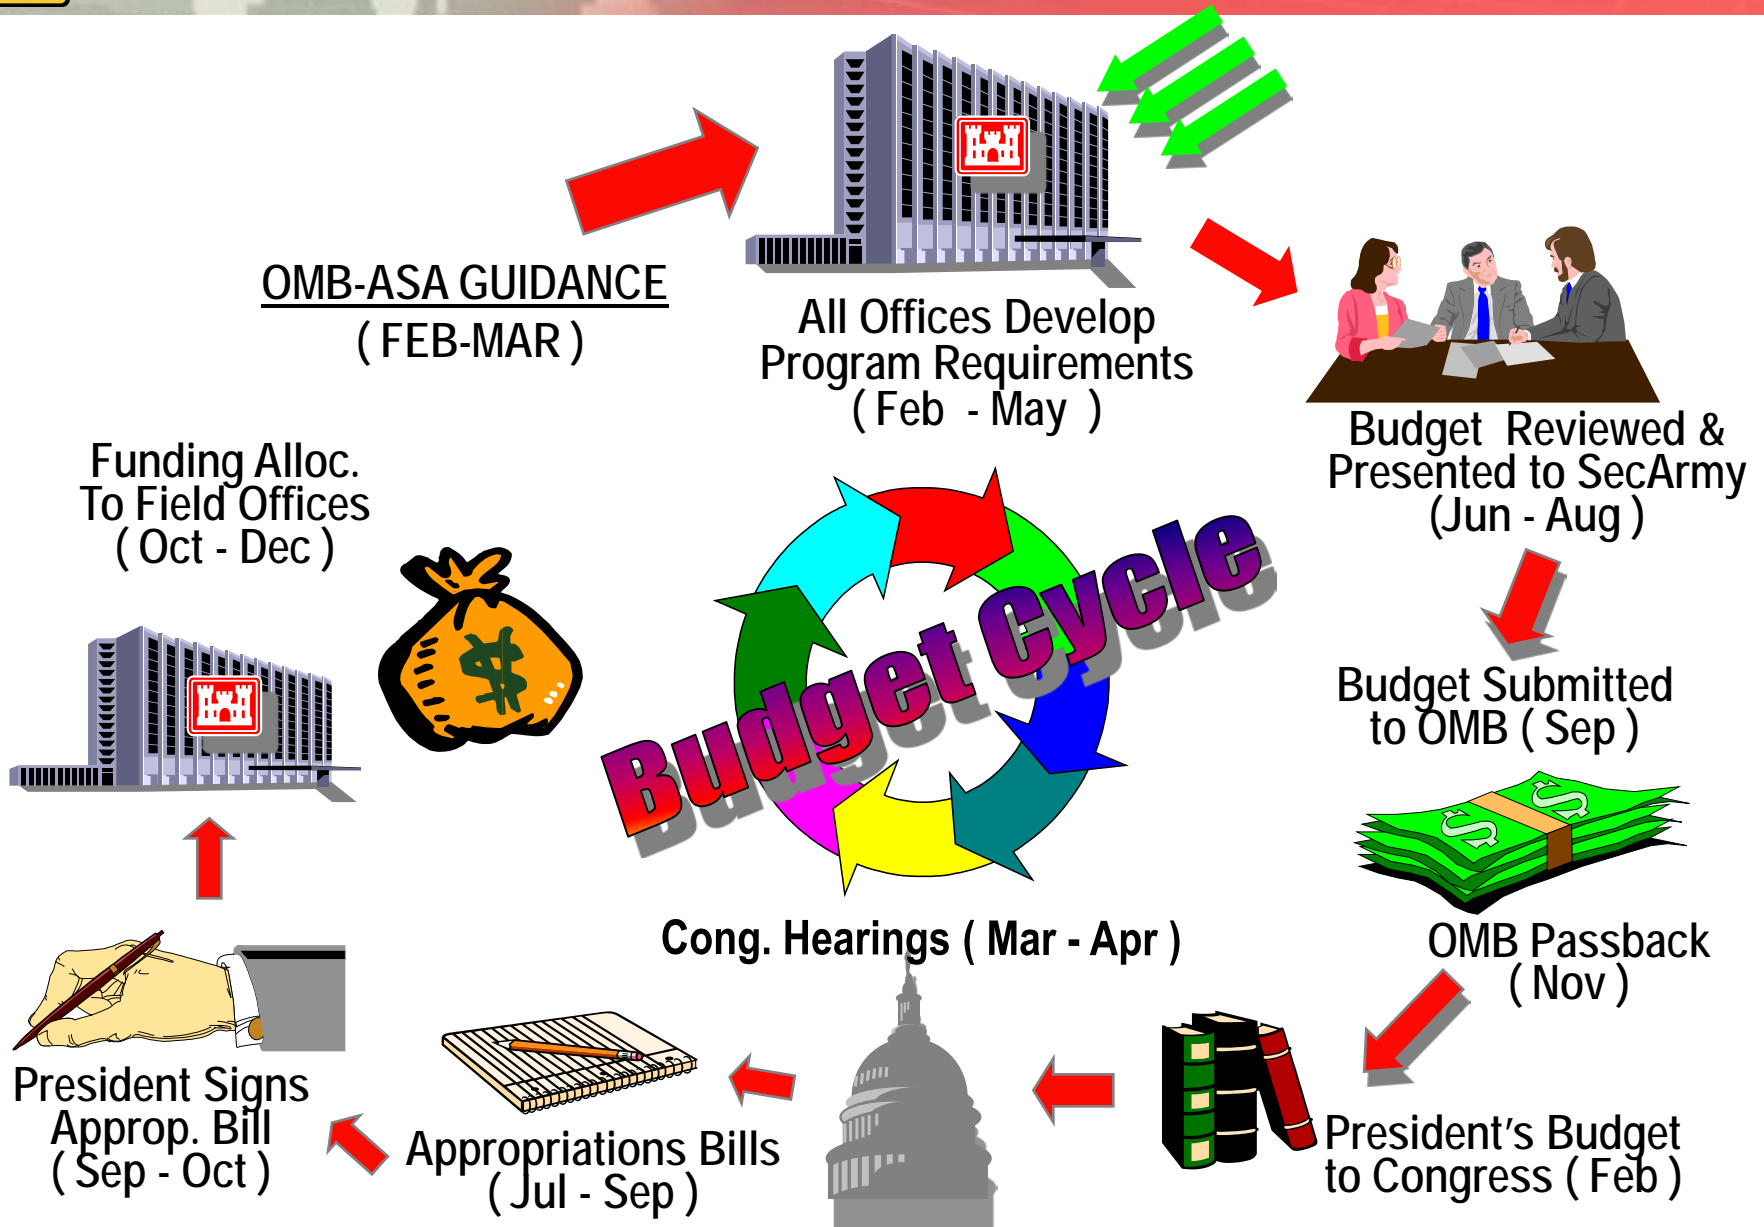 OMB-ASA GUIDANCE
( FEB-MAR )
All Offices Develop
Program Requirements
( Feb - May )
Budget Reviewed &
Presented to SecArmy
(Jun - Aug )
Budget Submitted
to OMB ( Sep )
OMB Passback
( Nov )
President's Budget
to Congress ( Feb )
Cong. Hearings ( Mar - Apr )
Appropriations Bills
( Jul - Sep )
President Signs
Approp. Bill
( Sep - Oct )
Funding Alloc.
To Field Offices
( Oct - Dec )
$
Budget Cycle
$ $